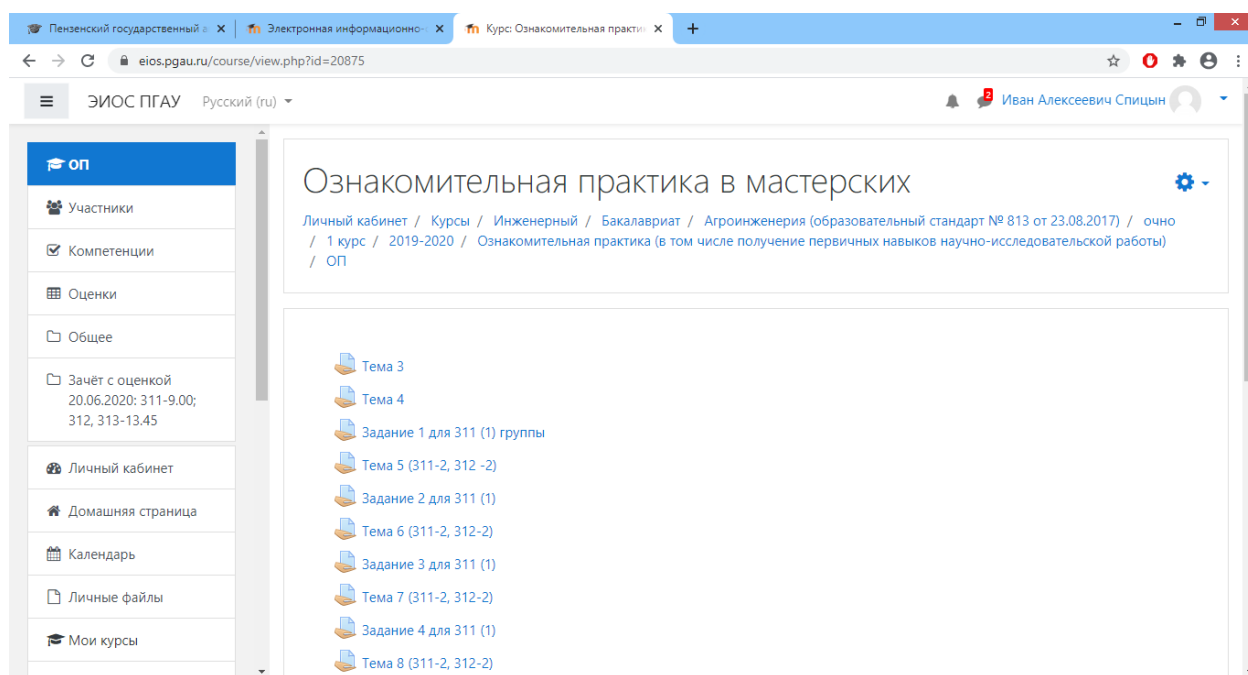 Пензенский государственный а
Электронная информационно-о
Курс: Ознакомительная практик
eios.pgau.ru/course/view.php?id=20875
ЭИОС ПГАУ Русский (ru)
2
Иван Алексеевич Спицын
ОП
Участники
Компетенции
Оценки
Общее
Зачёт с оценкой
20.06.2020: 311-9.00;
312, 313-13.45
Личный кабинет
Домашняя страница
Календарь
Личные файлы
Мои курсы
Ознакомительная практика в мастерских
Личный кабинет / Курсы / Инженерный / Бакалавриат / Агроинженерия (образовательный стандарт № 813 от 23.08.2017) / очно
/ 1 курс / 2019-2020 / Ознакомительная практика (в том числе получение первичных навыков научно-исследовательской работы)
/ ОП
Тема 3
Тема 4
Задание 1 для 311 (1) группы
Тема 5 (311-2, 312 -2)
Задание 2 для 311 (1)
Тема 6 (311-2, 312-2)
Задание 3 для 311 (1)
Тема 7 (311-2, 312-2)
Задание 4 для 311 (1)
Тема 8 (311-2, 312-2)